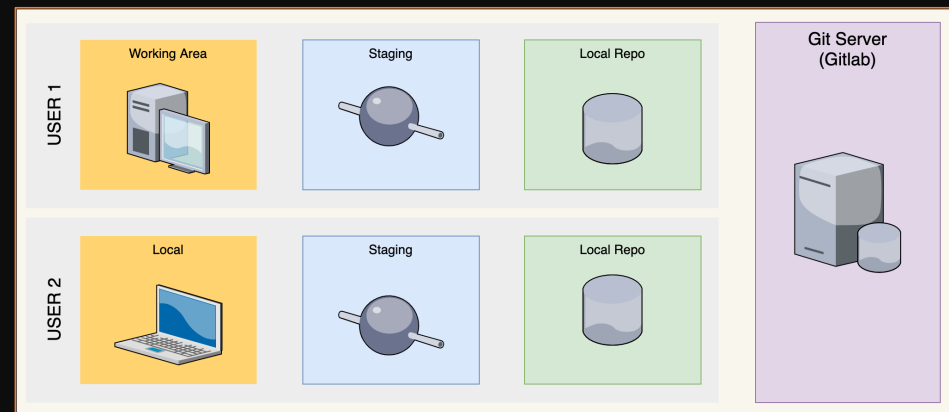 USER 1
Working Area
Staging
Local Repo
Git Server
(Gitlab)
USER 2
Local
Staging
Local Repo